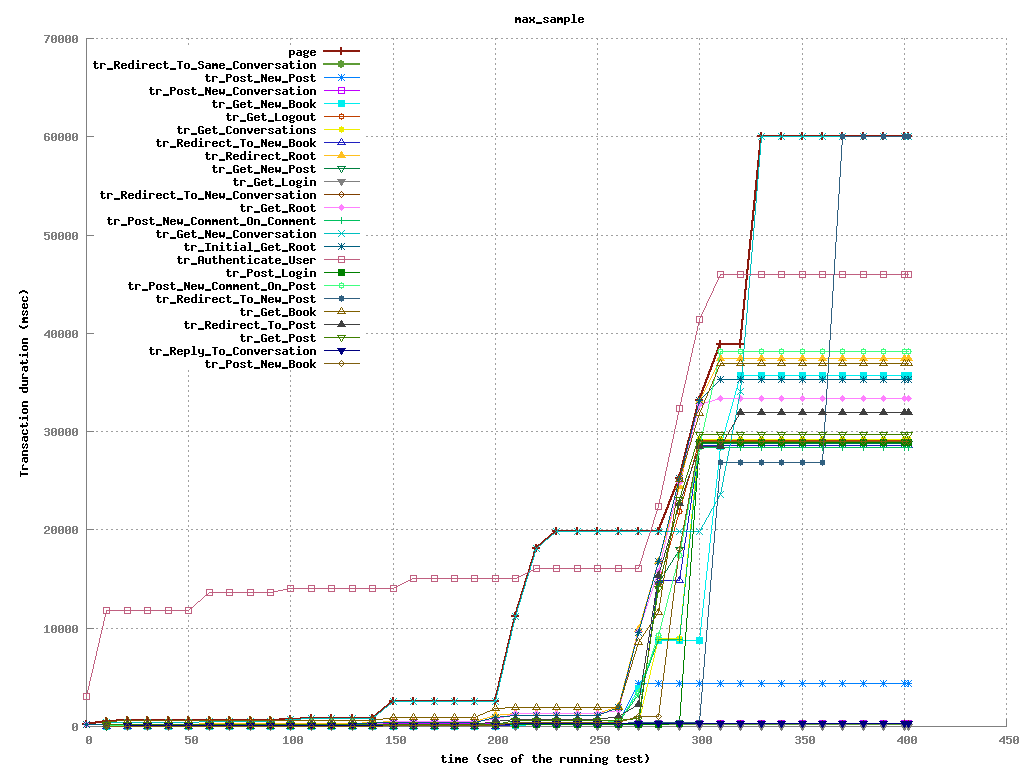 max_sample
70000
60000
50000
40000
30000
20000
10000
0
Transaction duration (msec)
page
tr_Redirect_To_Same_Conversation
tr_Post_New_Post
tr_Post_New_Conversation
tr_Get_New_Book
tr_Get_Logout
tr_Get_Conversations
tr_Redirect_To_New_Book
tr_Redirect_Root
tr_Get_New_Post
tr_Get_Login
tr_Redirect_To_New_Conversation
tr_Get_Root
tr_Post_New_Comment_On_Comment
tr_Get_New_Conversation
tr_Initial_Get_Root
tr_Authenticate_User
tr_Post_Login
tr_Post_New_Comment_On_Post
tr_Redirect_To_New_Post
tr_Get_Book
tr_Redirect_To_Post
tr_Get_Post
tr_Reply_To_Conversation
tr_Post_New_Book
0 50 100 150 200 250 300 350 400 450
time (sec of the running test)